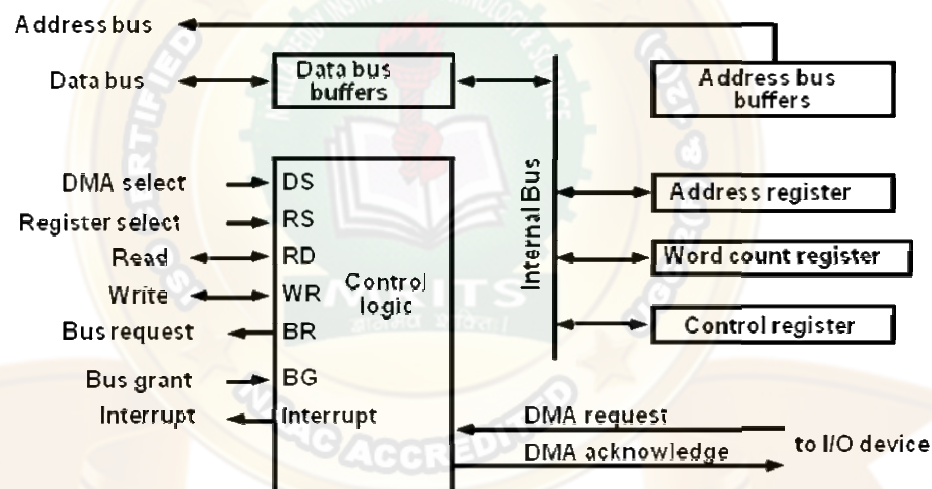 Address bus
Data bus
Data bus
buffers
Address bus
buffers
DMA select
DS
Register select
RS
Read
RD
Write
WR
Bus request
BR
Bus grant
BG
Interrupt
Interrupt
Control
logic
Internal Bus
Address register
Word count register
Control register
DMA request
DMA acknowledge
to I/O device
NAAC ACCREDITED